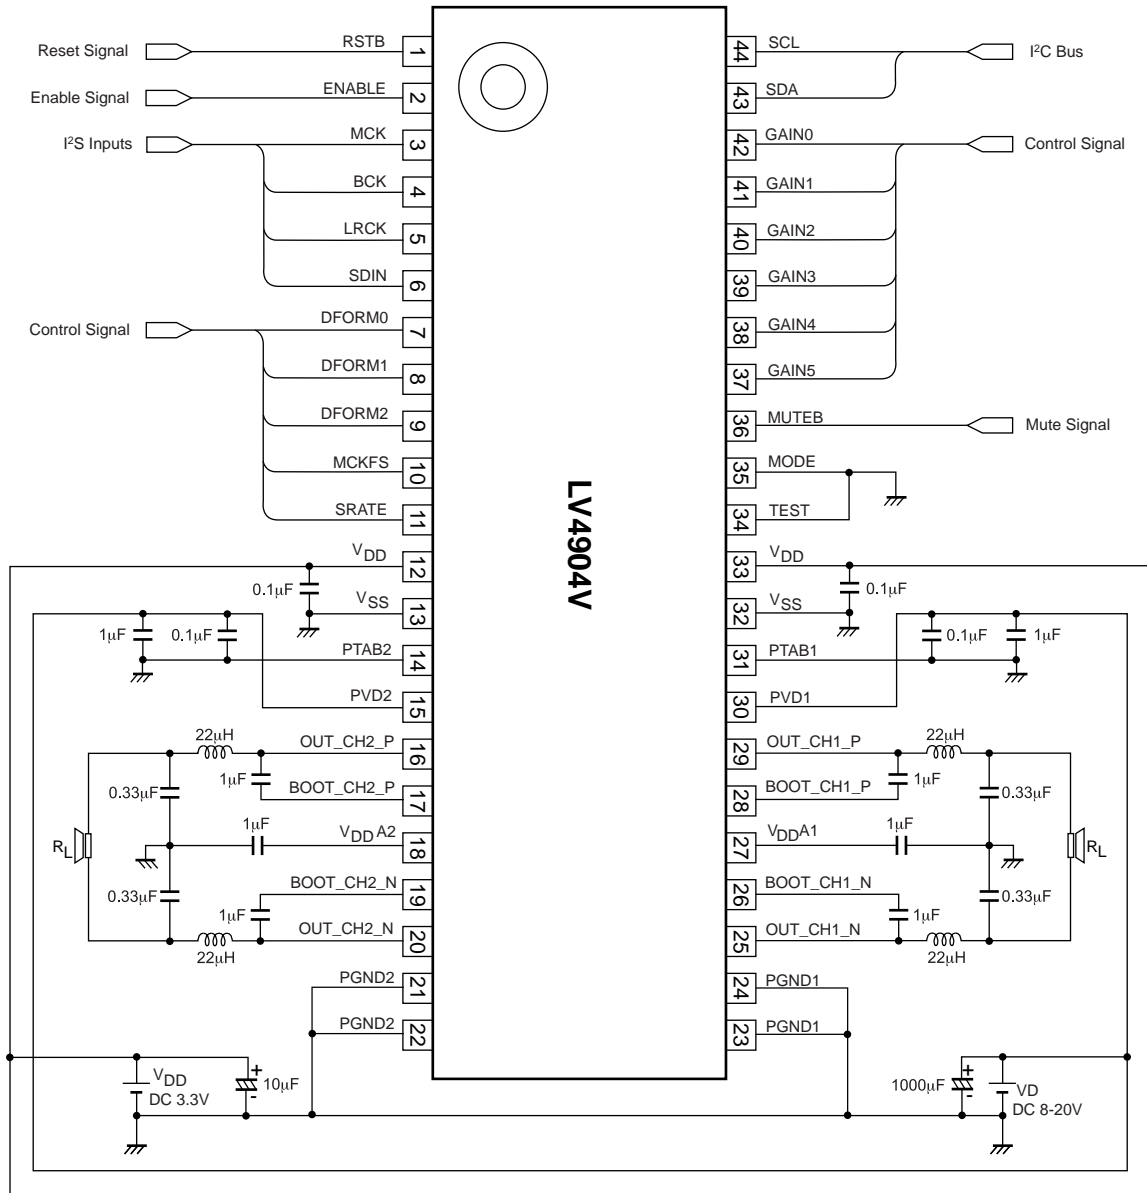 Reset Signal
RSTB
1
Enable Signal
ENABLE
2
I²S Inputs
MCK
3
BCK
4
LRCK
5
SDIN
6
Control Signal
DFORM0
7
DFORM1
8
DFORM2
9
MCKFS
10
SRATE
11
VDD
12
0.1μF
VSS
13
1μF
0.1μF
PTAB2
14
PVD2
15
22μH
OUT_CH2_P
16
1μF
BOOT_CH2_P
17
0.33μF
1μF
VDDA2
18
RL
BOOT_CH2_N
19
0.33μF
1μF
OUT_CH2_N
20
22μH
PGND2
21
PGND2
22
VDD
DC 3.3V
+
10μF
-
LV4904V
44
SCL
I²C Bus
43
SDA
42
GAIN0
Control Signal
41
GAIN1
40
GAIN2
39
GAIN3
38
GAIN4
37
GAIN5
36
MUTEB
Mute Signal
35
MODE
34
TEST
33
VDD
0.1μF
32
VSS
0.1μF
1μF
31
PTAB1
30
PVD1
29
OUT_CH1_P
22μH
1μF
28
BOOT_CH1_P
0.33μF
27
VDDA1
1μF
RL
26
BOOT_CH1_N
0.33μF
1μF
25
OUT_CH1_N
22μH
24
PGND1
23
PGND1
1000μF
+
-
VD
DC 8-20V